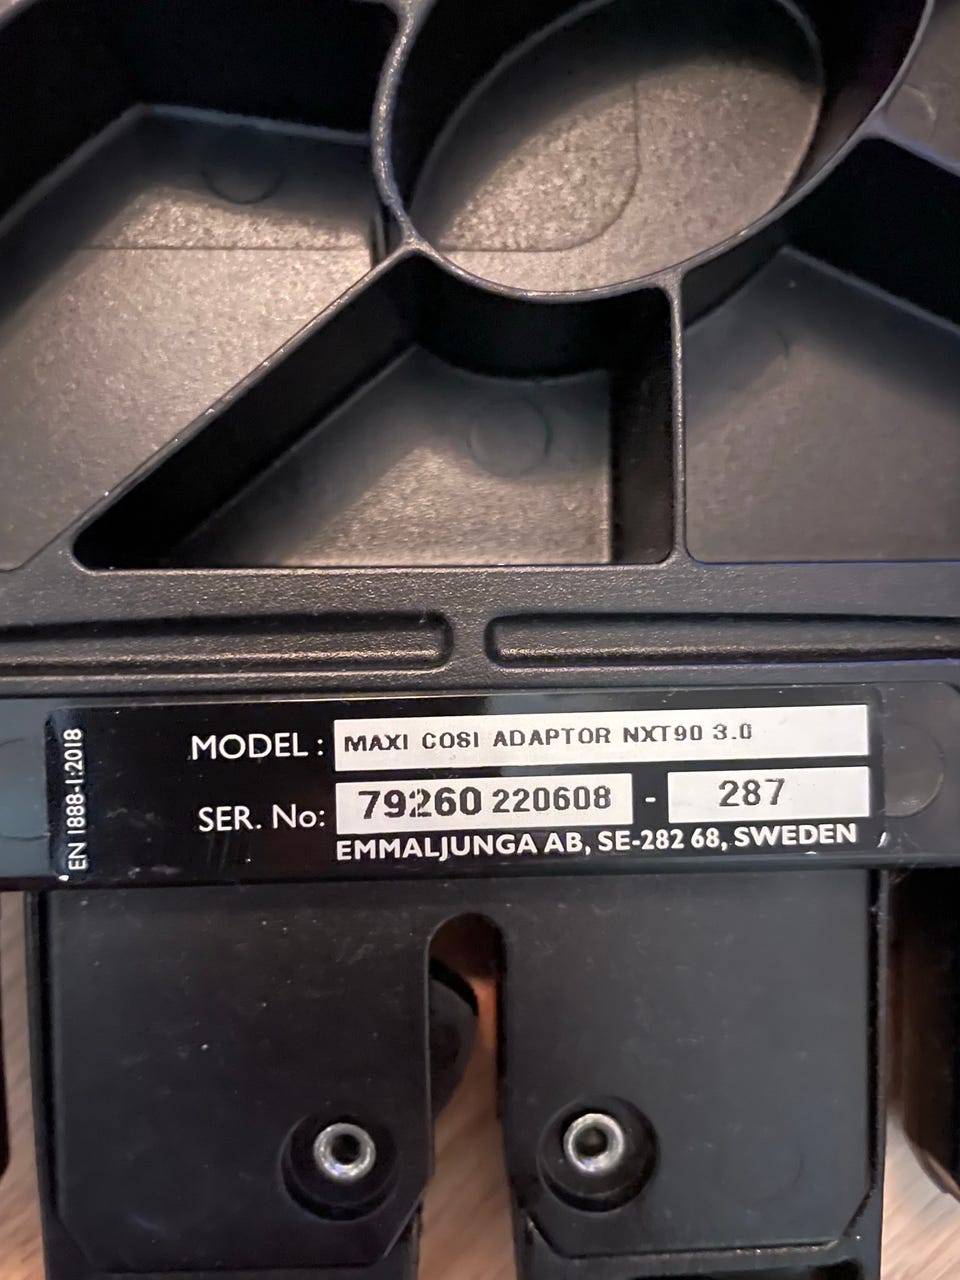 MODEL: MAXI COSI ADAPTOR NXT90 3.0
SER. No: 79260 220608 - 287
EMMALJUNGA AB, SE-282 68, SWEDEN
EN 1888-1:2018